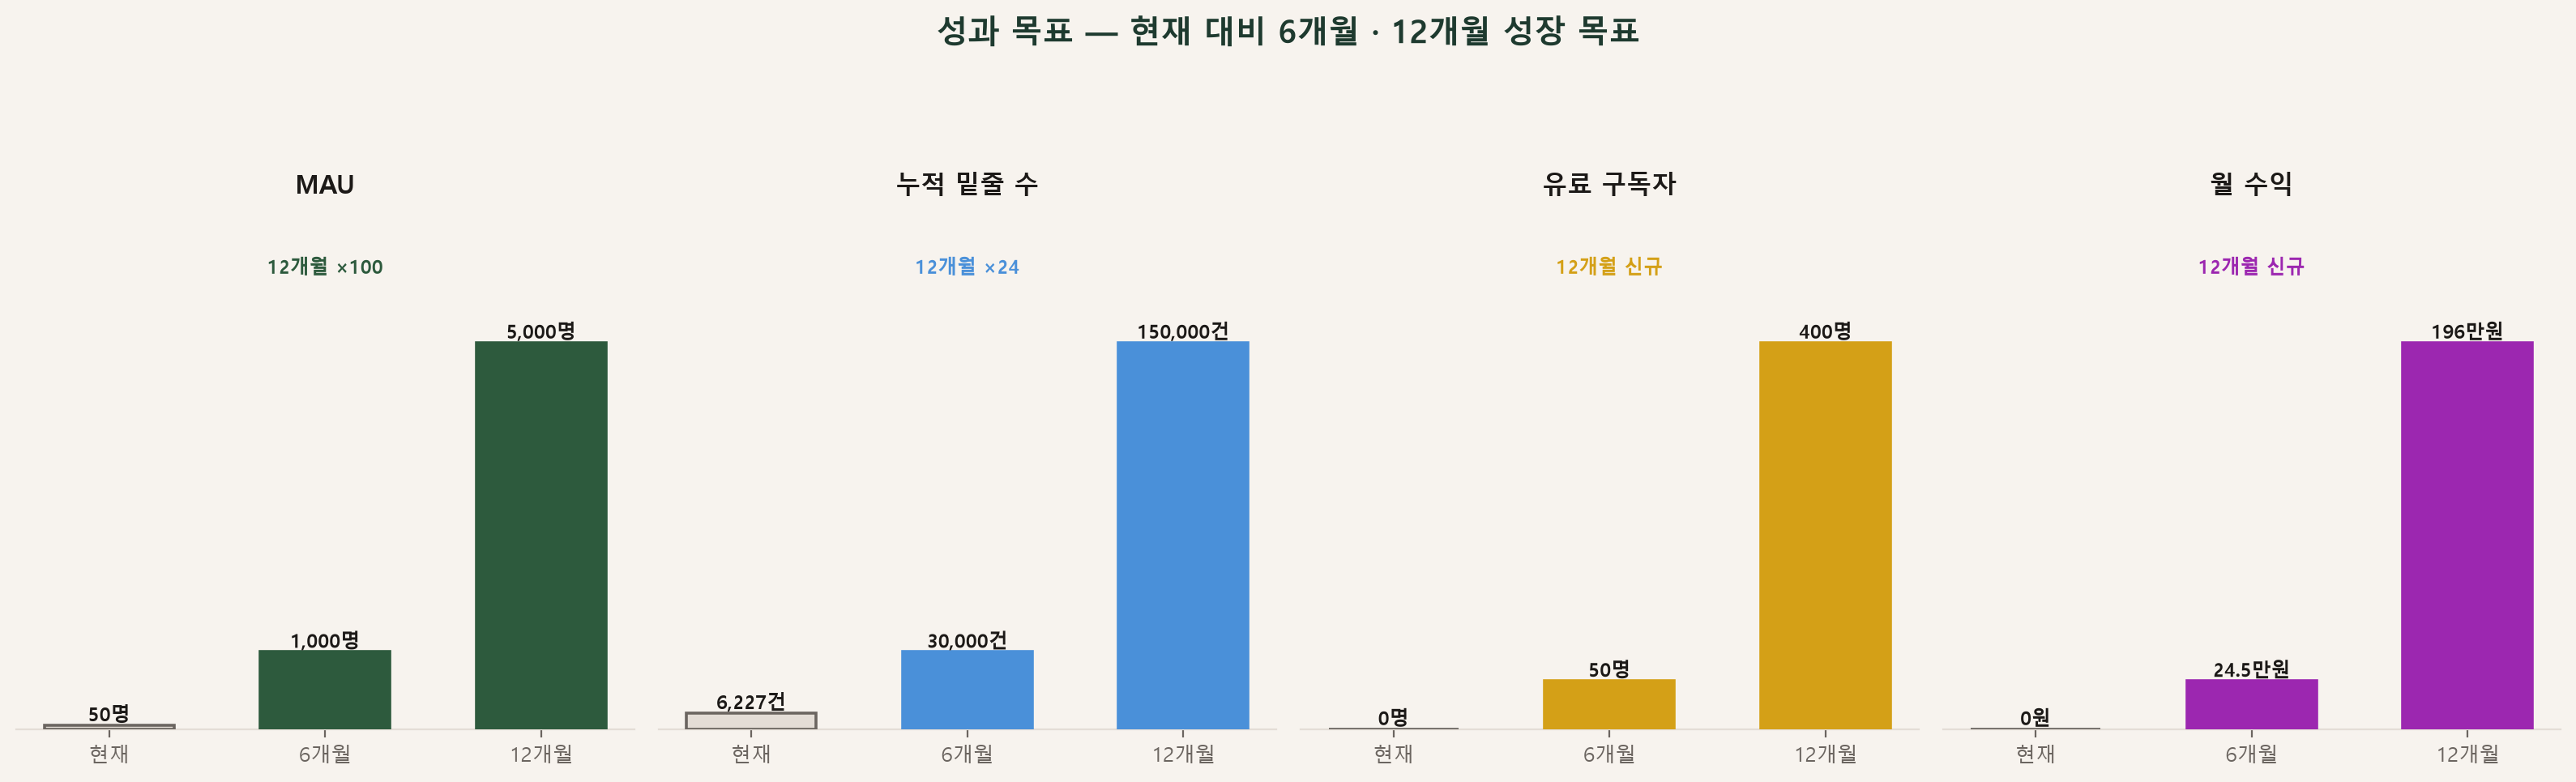 성과 목표 — 현재 대비 6개월 · 12개월 성장 목표
MAU
12개월 ×100
5,000명
1,000명
50명
현재
6개월
12개월
누적 밑줄 수
12개월 ×24
150,000건
30,000건
6,227건
현재
6개월
12개월
유료 구독자
12개월 신규
400명
50명
0명
현재
6개월
12개월
월 수익
12개월 신규
196만원
24.5만원
0원
현재
6개월
12개월